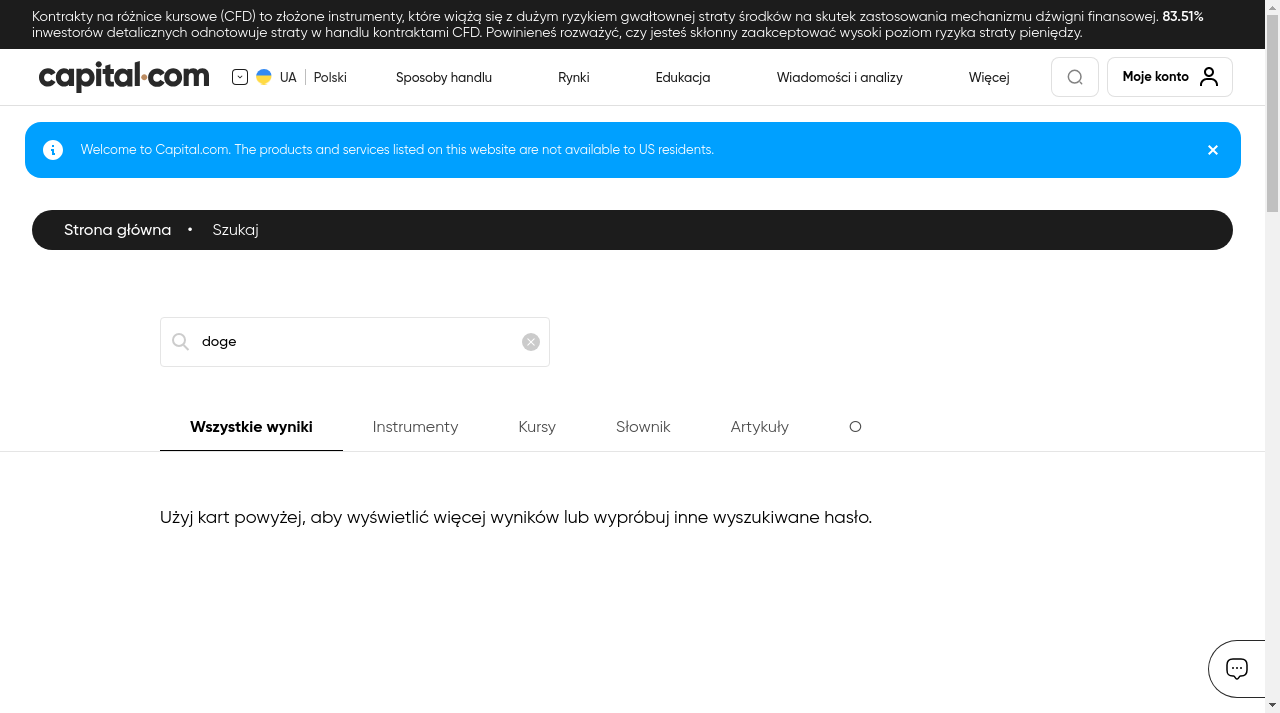 Kontrakty na różnice kursowe (CFD) to złożone instrumenty, które wiążą się z dużym ryzykiem gwałtownej straty środków na skutek zastosowania mechanizmu dźwigni finansowej. 83.51%
inwestorów detalicznych odnotowuje straty w handlu kontraktami CFD. Powinieneś rozważyć, czy jesteś skłonny zaakceptować wysoki poziom ryzyka straty pieniędzy.
capital.com UA Polski Sposoby handlu Rynki Edukacja Wiadomości i analizy Więcej Moje konto
Welcome to Capital.com. The products and services listed on this website are not available to US residents.
Strona główna • Szukaj
doge
Wszystkie wyniki Instrumenty Kursy Słownik Artykuły O
Użyj kart powyżej, aby wyświetlić więcej wyników lub wypróbuj inne wyszukiwane hasło.